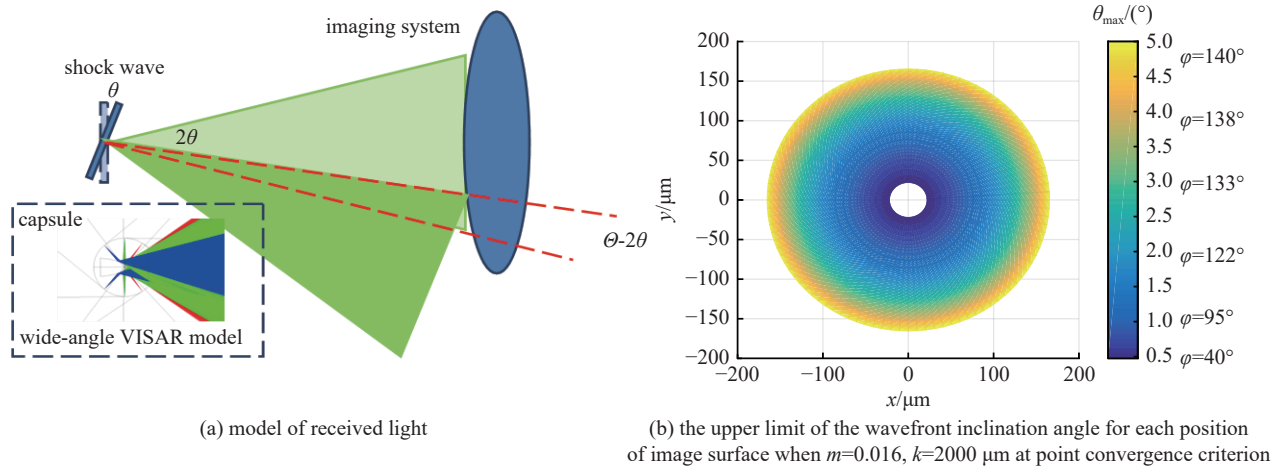 imaging system
shock wave
θ
2θ
Θ-2θ
capsule
wide-angle VISAR model
(a) model of received light
θmax/(°)
200
150
100
50
0
−50
−100
−150
−200
y/μm
−200
−100
0
100
200
x/μm
5.0
4.5
4.0
3.5
3.0
2.5
2.0
1.5
1.0
0.5
φ=140°
φ=138°
φ=133°
φ=122°
φ=95°
φ=40°
(b) the upper limit of the wavefront inclination angle for each position
of image surface when m=0.016, k=2000 μm at point convergence criterion